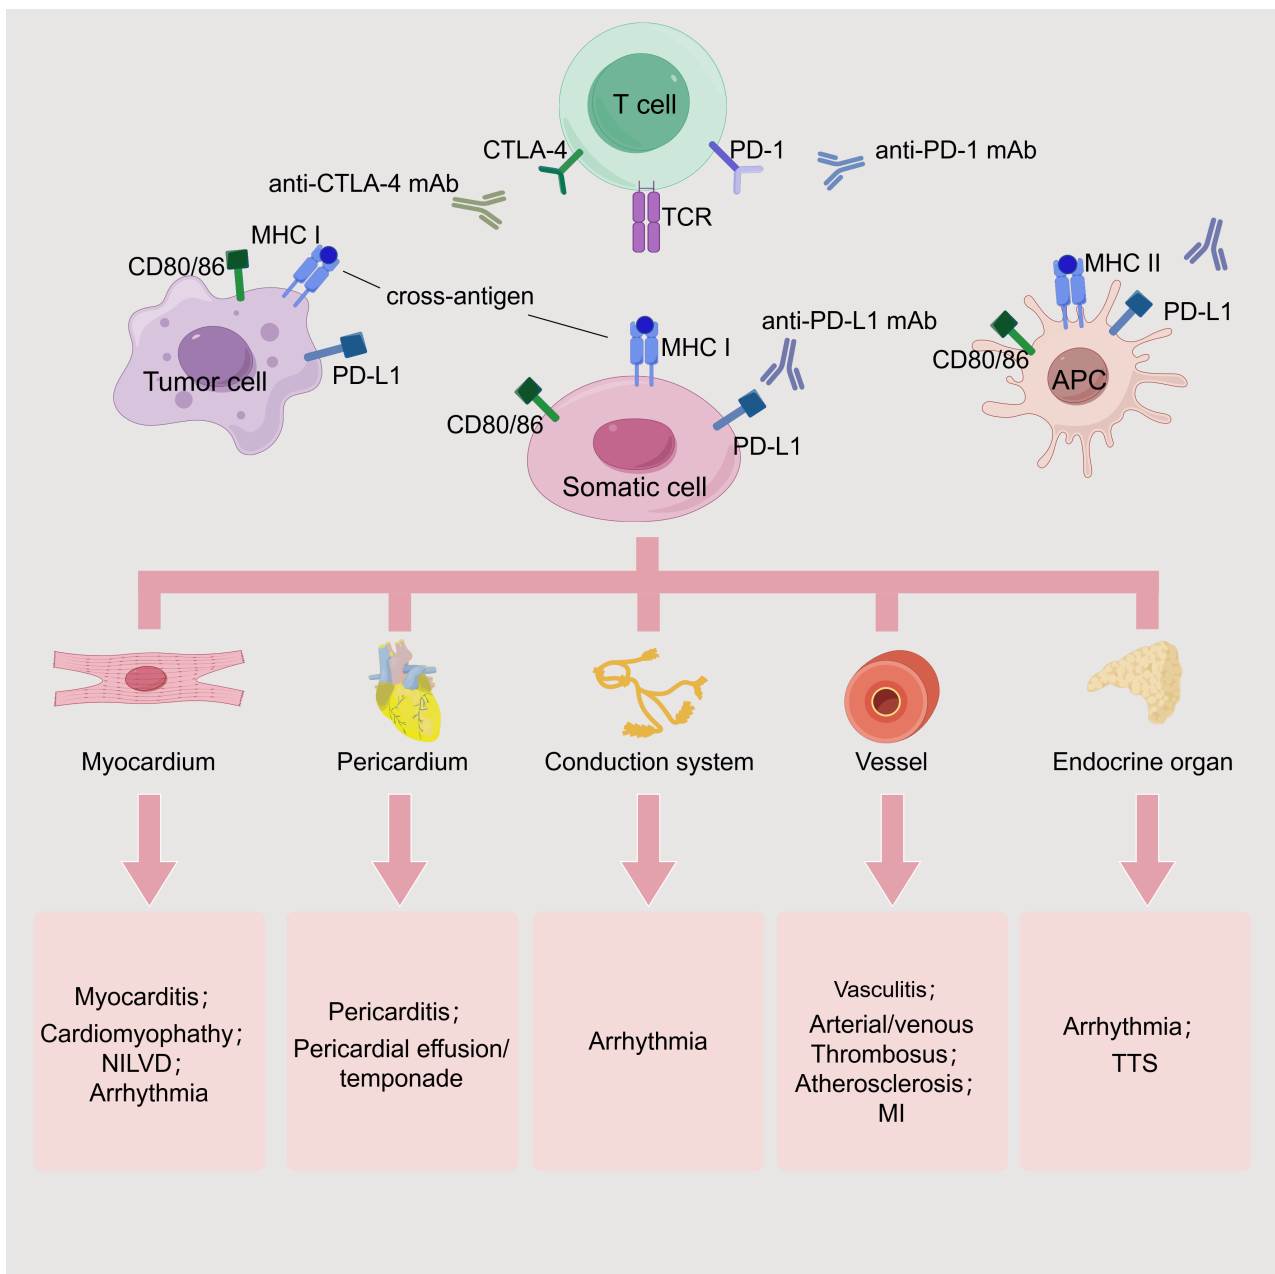 T cell
CTLA-4
PD-1
anti-PD-1 mAb
anti-CTLA-4 mAb
TCR
MHC I
CD80/86
cross-antigen
PD-L1
Tumor cell
MHC I
anti-PD-L1 mAb
CD80/86
PD-L1
Somatic cell
MHC II
PD-L1
CD80/86
APC
Myocardium
Pericardium
Conduction system
Vessel
Endocrine organ
Myocarditis;
Cardiomyophathy;
NILVD;
Arrhythmia
Pericarditis;
Pericardial effusion/
temponade
Arrhythmia
Vasculitis;
Arterial/venous
Thrombosus;
Atherosclerosis;
MI
Arrhythmia;
TTS